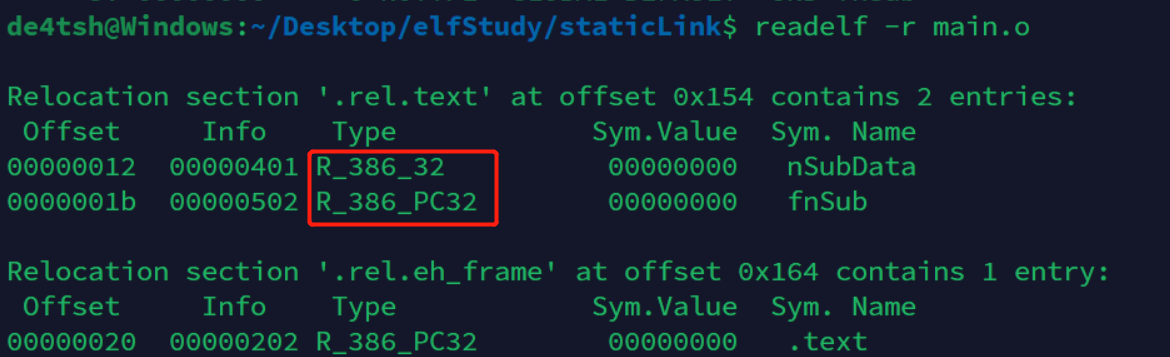 de4tsh@Windows:~/Desktop/elfStudy/staticLink$ readelf -r main.o
Relocation section '.rel.text' at offset 0x154 contains 2 entries:
Offset Info Type Sym.Value Sym. Name
00000012 00000401 R_386_32 00000000 nSubData
0000001b 00000502 R_386_PC32 00000000 fnSub
Relocation section '.rel.eh_frame' at offset 0x164 contains 1 entry:
Offset Info Type Sym.Value Sym. Name
00000020 00000202 R_386_PC32 00000000 .text